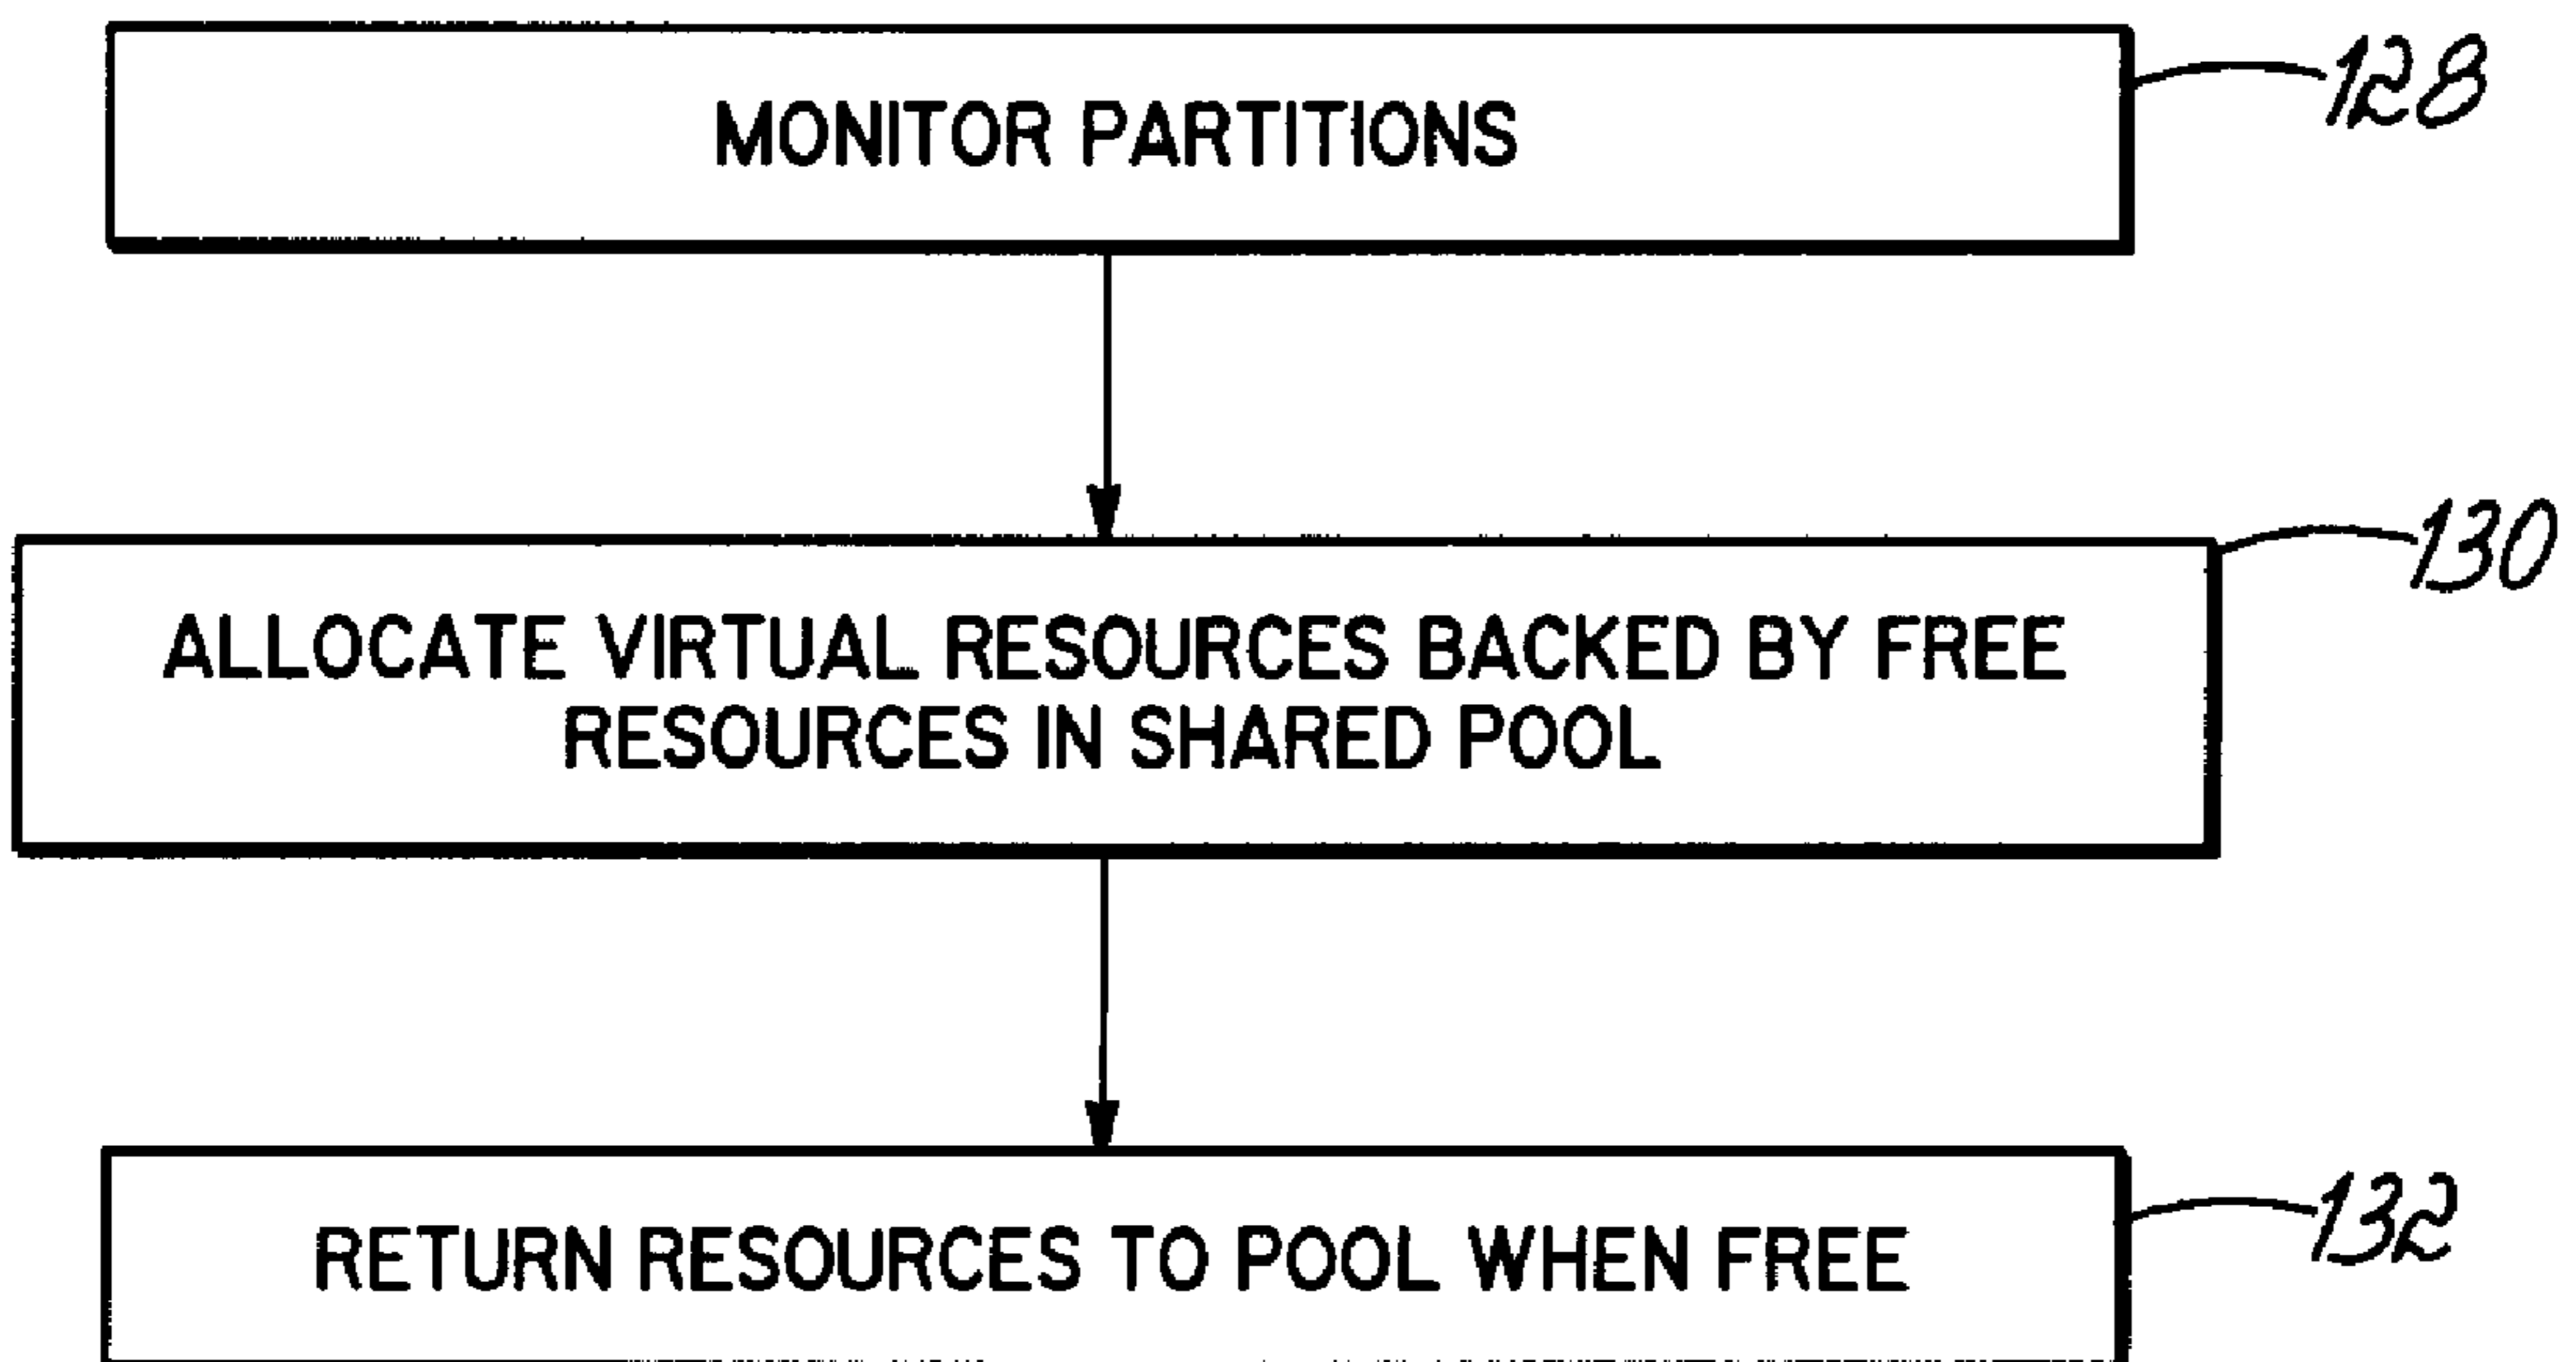 MONITOR PARTITIONS
128
ALLOCATE VIRTUAL RESOURCES BACKED BY FREE
RESOURCES IN SHARED POOL
130
RETURN RESOURCES TO POOL WHEN FREE
132